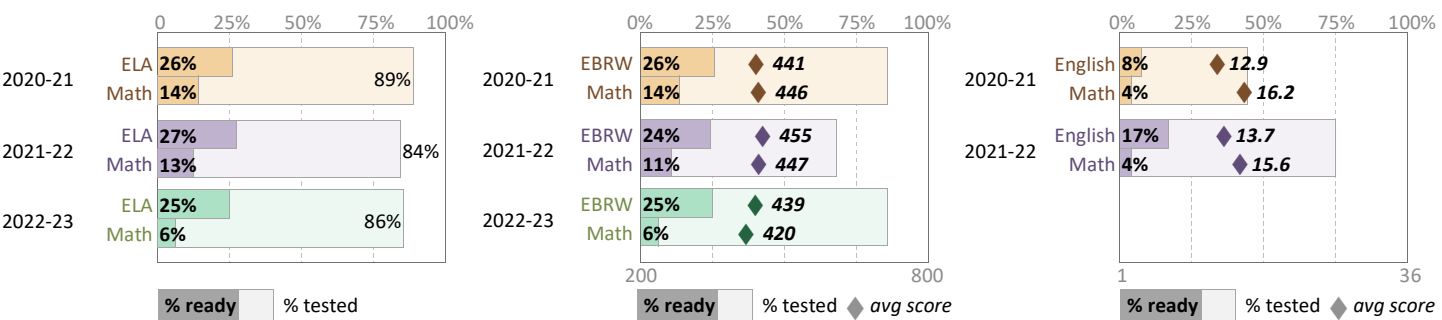 0 25% 50% 75% 100%
2020-21
ELA 26%
Math 14%
89%
2021-22
ELA 27%
Math 13%
84%
2022-23
ELA 25%
Math 6%
86%
% ready % tested
0% 25% 50% 75% 100%
2020-21
EBRW 26% 441
Math 14% 446
2021-22
EBRW 24% 455
Math 11% 447
2022-23
EBRW 25% 439
Math 6% 420
200 800
% ready % tested avg score
0% 25% 50% 75% 100%
2020-21
English 8% 12.9
Math 4% 16.2
2021-22
English 17% 13.7
Math 4% 15.6
1 36
% ready % tested avg score